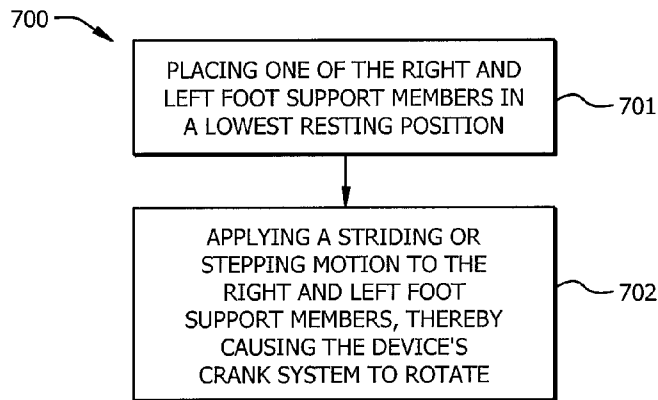 700
PLACING ONE OF THE RIGHT AND
LEFT FOOT SUPPORT MEMBERS IN
A LOWEST RESTING POSITION
701
APPLYING A STRIDING OR
STEPPING MOTION TO THE
RIGHT AND LEFT FOOT
SUPPORT MEMBERS, THEREBY
CAUSING THE DEVICE'S
CRANK SYSTEM TO ROTATE
702